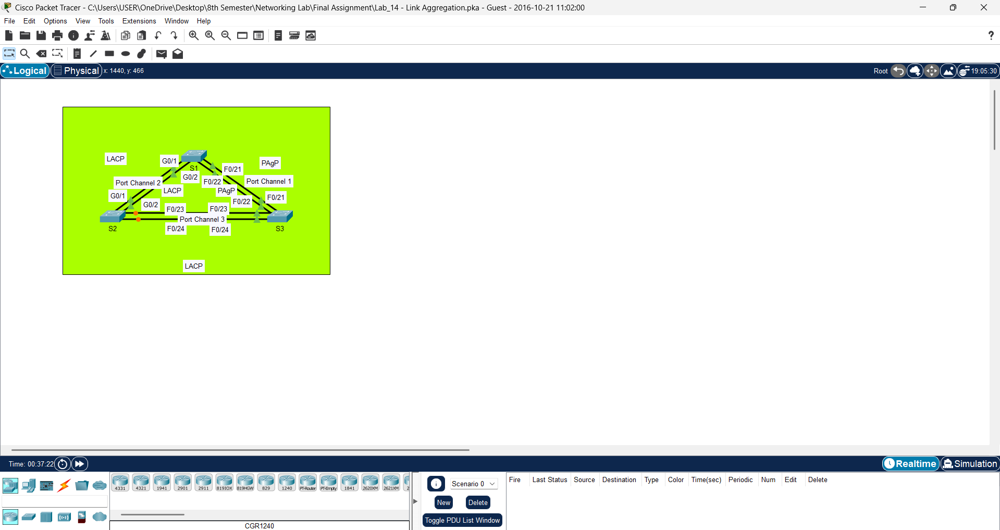 Cisco Packet Tracer - C:\Users\USER\OneDrive\Desktop\8th Semester\Networking Lab\Final Assignment\Lab_14 - Link Aggregation.pka - Guest - 2016-10-21 11:02:00
File Edit Options View Tools Extensions Window Help
Logical Physical x: 1440, y: 466 Root 19:05:30
LACP
G0/1
S1
PAgP
F0/21
G0/2
F0/22
Port Channel 2
Port Channel 1
LACP
PAgP
G0/1
F0/22
F0/21
G0/2
F0/23
F0/23
Port Channel 3
S2
F0/24
F0/24
S3
LACP
Time: 00:37:22 Realtime Simulation
4331 4321 1941 2901 2911 819IOX 819HGW 829 1240 PT-Router PT-Empty 1841 2620XM 2621XM 2
CGR1240
Scenario 0
New Delete
Toggle PDU List Window
Fire Last Status Source Destination Type Color Time(sec) Periodic Num Edit Delete